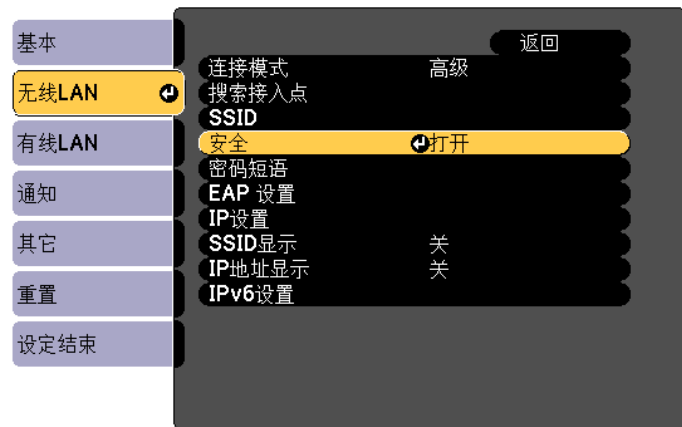 基本
无线LAN
有线LAN
通知
其它
重置
设定结束
返回
连接模式 高级
搜索接入点
SSID
安全 打开
密码短语
EAP 设置
IP设置
SSID显示 关
IP地址显示 关
IPv6设置